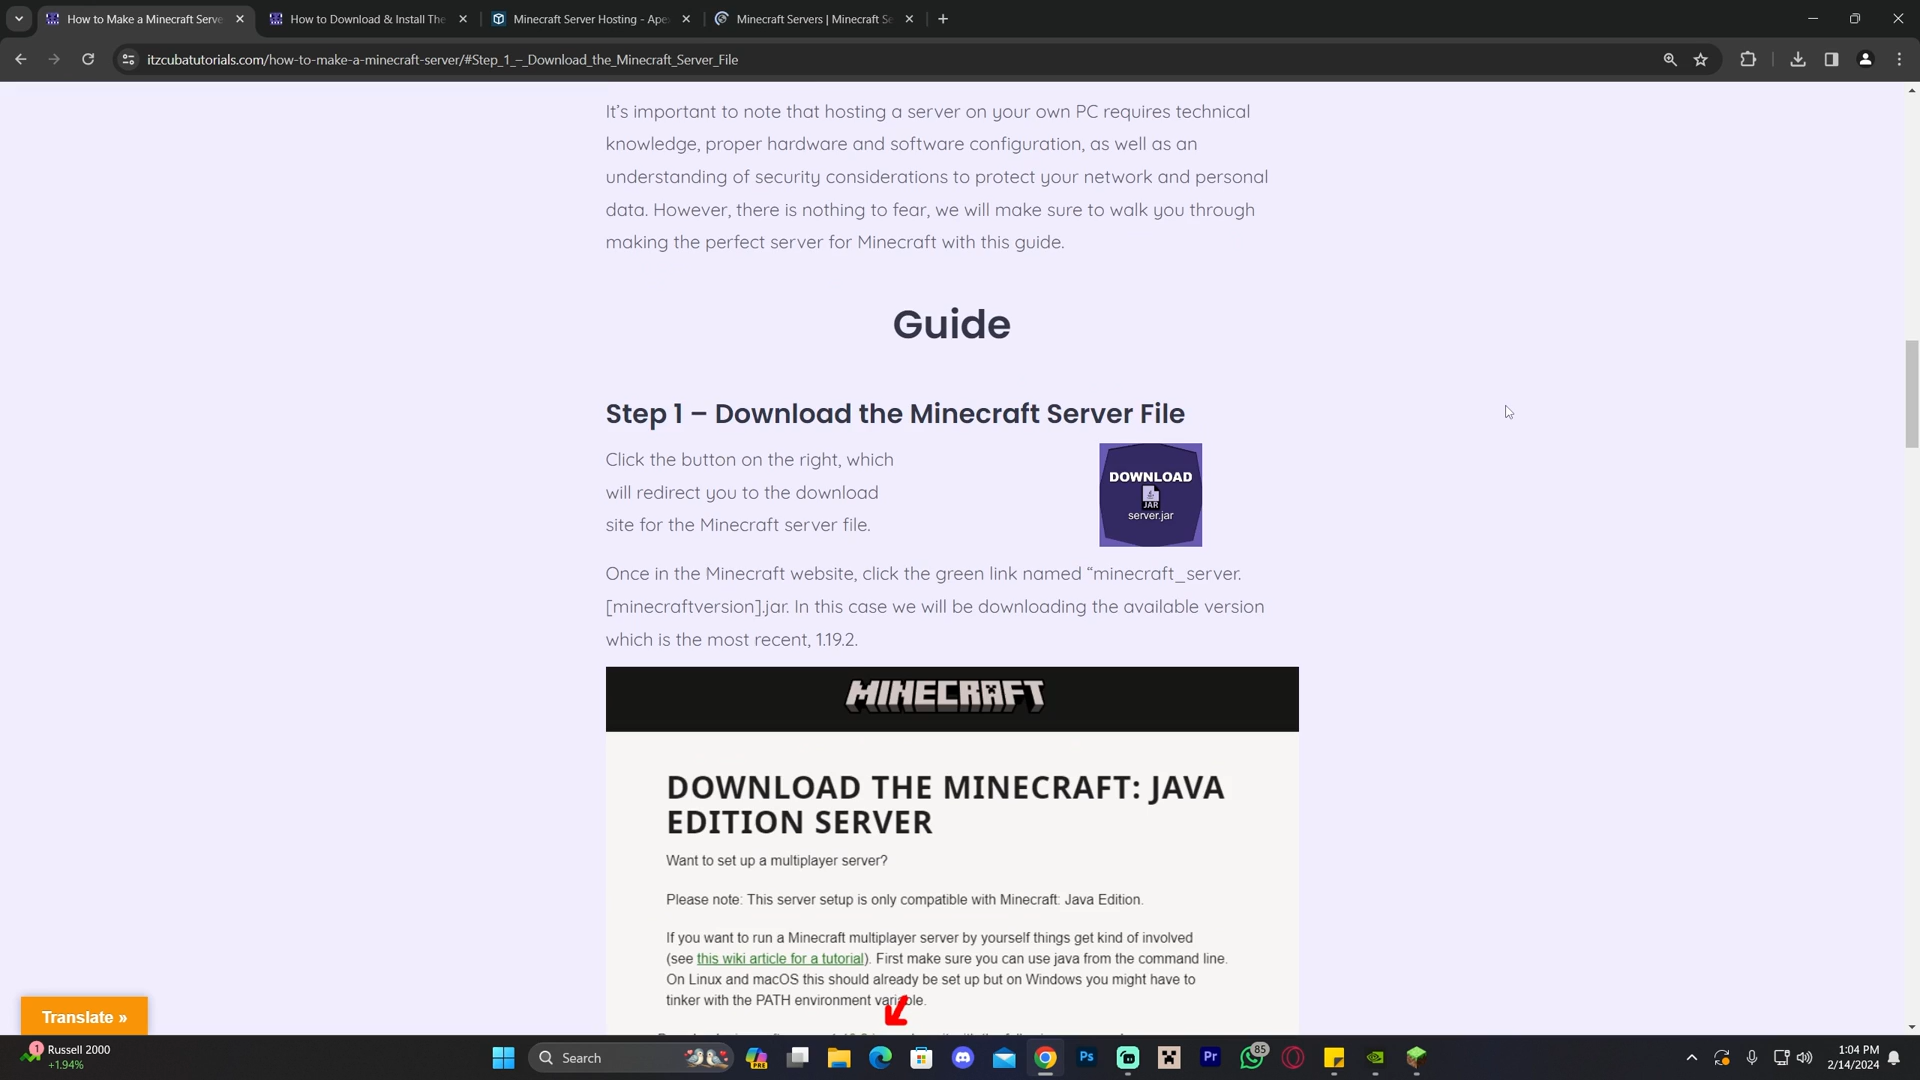 How to Make a Minecraft Serve
How to Download & Install The
Minecraft Server Hosting - Ape
Minecraft Servers | Minecraft Se
itzcubatutorials.com/how-to-make-a-minecraft-server/#Step_1_–_Download_the_Minecraft_Server_File
It's important to note that hosting a server on your own PC requires technical
knowledge, proper hardware and software configuration, as well as an
understanding of security considerations to protect your network and personal
data. However, there is nothing to fear, we will make sure to walk you through
making the perfect server for Minecraft with this guide.
Guide
Step 1 – Download the Minecraft Server File
Click the button on the right, which
will redirect you to the download
site for the Minecraft server file.
DOWNLOAD
JAR
server.jar
Once in the Minecraft website, click the green link named “minecraft_server.
[minecraftversion].jar. In this case we will be downloading the available version
which is the most recent, 1.19.2.
MINECRAFT
DOWNLOAD THE MINECRAFT: JAVA
EDITION SERVER
Want to set up a multiplayer server?
Please note: This server setup is only compatible with Minecraft: Java Edition.
If you want to run a Minecraft multiplayer server by yourself things get kind of involved
(see this wiki article for a tutorial). First make sure you can use java from the command line.
On Linux and macOS this should already be set up but on Windows you might have to
tinker with the PATH environment variable.
Translate »
1
Russell 2000
+1.94%
Search
PRE
Ps
Pr
85
1:04 PM
2/14/2024